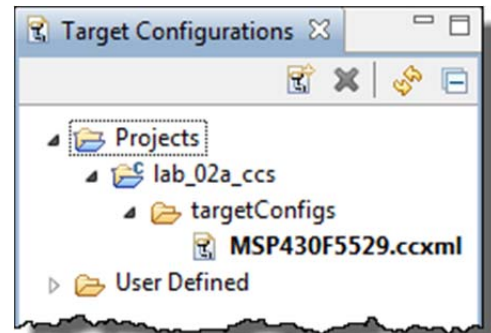 Target Configurations
Projects
lab_02a_ccs
targetConfigs
MSP430F5529.ccxml
User Defined